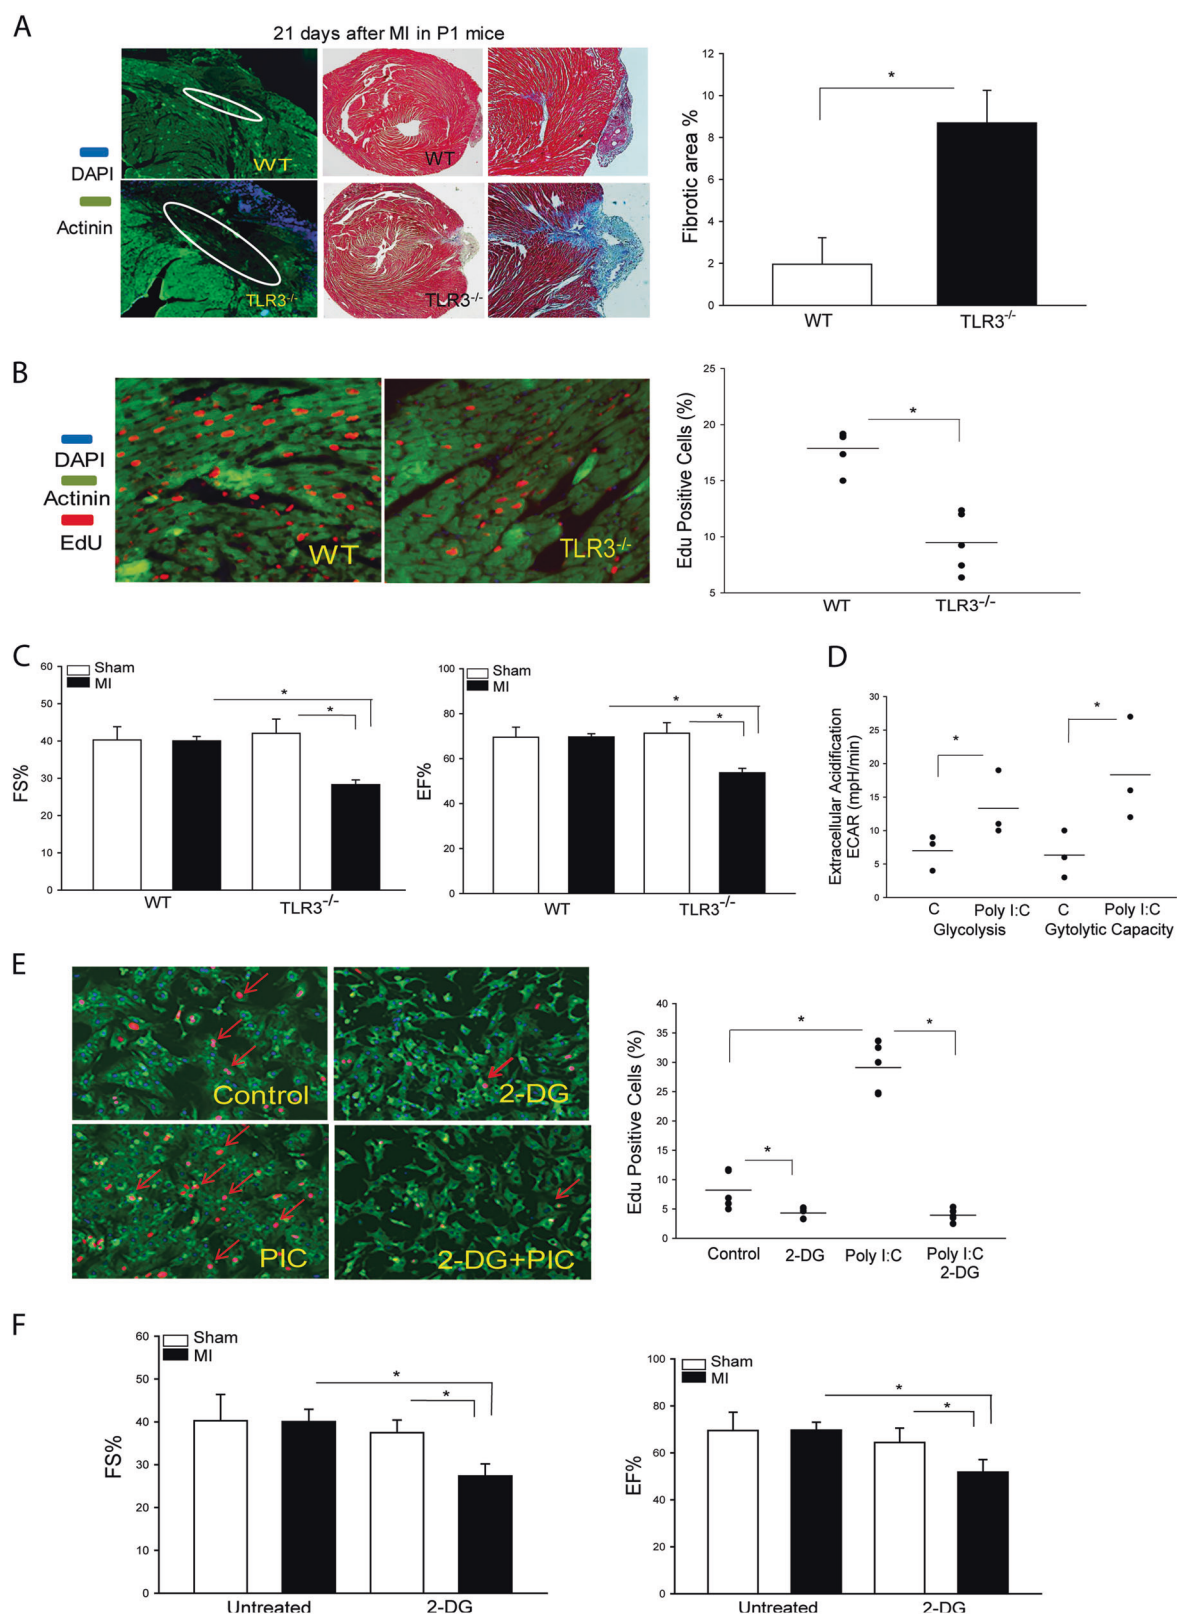 A
21 days after MI in P1 mice
DAPI
Actinin
WT
TLR3-/-
WT
TLR3-/-
Fibrotic area %
12
10
8
6
4
2
0
*
WT
TLR3-/-
B
DAPI
Actinin
EdU
WT
TLR3-/-
Edu Positive Cells (%)
25
20
15
10
5
*
WT
TLR3-/-
C
Sham
MI
FS%
60
50
40
30
20
10
0
*
*
WT
TLR3-/-
Sham
MI
EF%
100
80
60
40
20
0
*
*
WT
TLR3-/-
D
Extracellular Acidification
ECAR (mpH/min)
30
25
20
15
10
5
0
*
*
C
Poly I:C
C
Poly I:C
Glycolysis
Gytolytic Capacity
E
Control
2-DG
PIC
2-DG+PIC
Edu Positive Cells (%)
40
35
30
25
20
15
10
5
0
*
*
*
Control
2-DG
Poly I:C
Poly I:C
2-DG
F
Sham
MI
FS%
60
50
40
30
20
10
0
*
*
Untreated
2-DG
Sham
MI
EF%
100
80
60
40
20
0
*
*
Untreated
2-DG